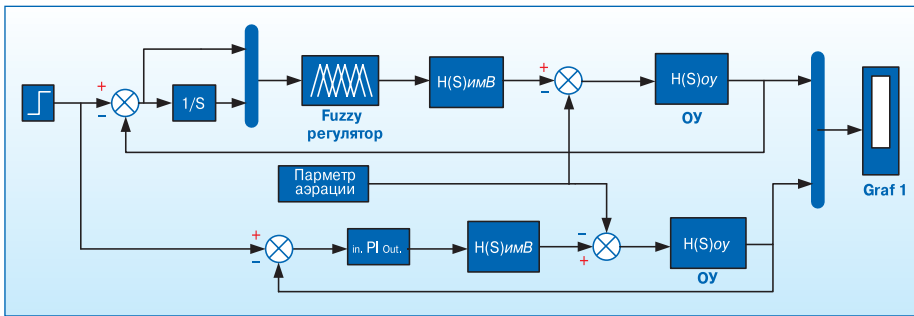 +
−
1/S
Fuzzy
регулятор
H(S)имВ
+
−
H(S)оу
ОУ
Graf 1
Парметр
аэрации
+
−
in. PI Out.
H(S)имВ
−
+
H(S)оу
ОУ